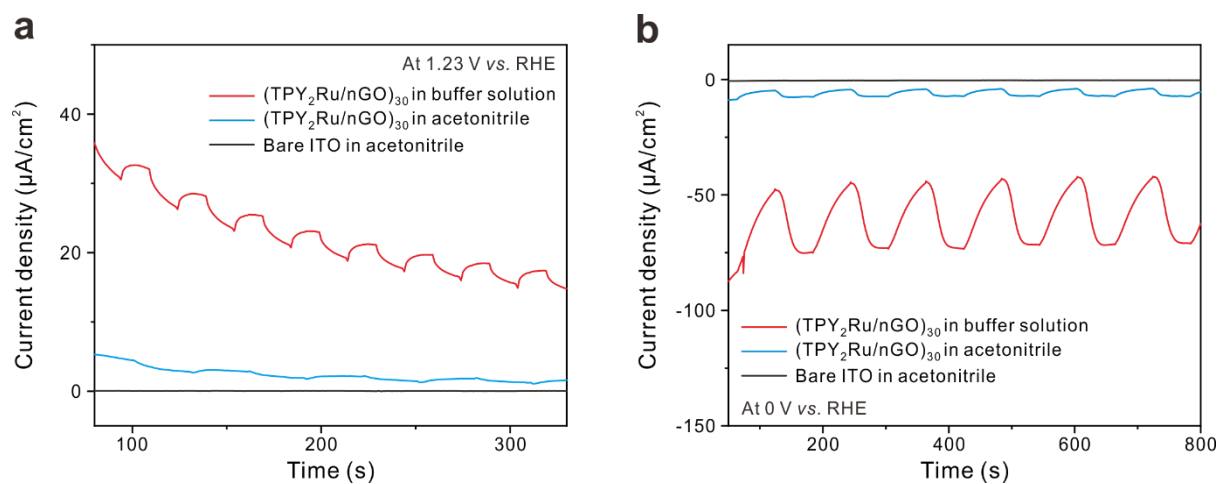 a
At 1.23 V vs. RHE
(TPY₂Ru/nGO)₃₀ in buffer solution
(TPY₂Ru/nGO)₃₀ in acetonitrile
Bare ITO in acetonitrile
Current density (µA/cm²)
40
20
0
100 200 300
Time (s)
b
Current density (µA/cm²)
0
-50
-100
-150
(TPY₂Ru/nGO)₃₀ in buffer solution
(TPY₂Ru/nGO)₃₀ in acetonitrile
Bare ITO in acetonitrile
At 0 V vs. RHE
200 400 600 800
Time (s)